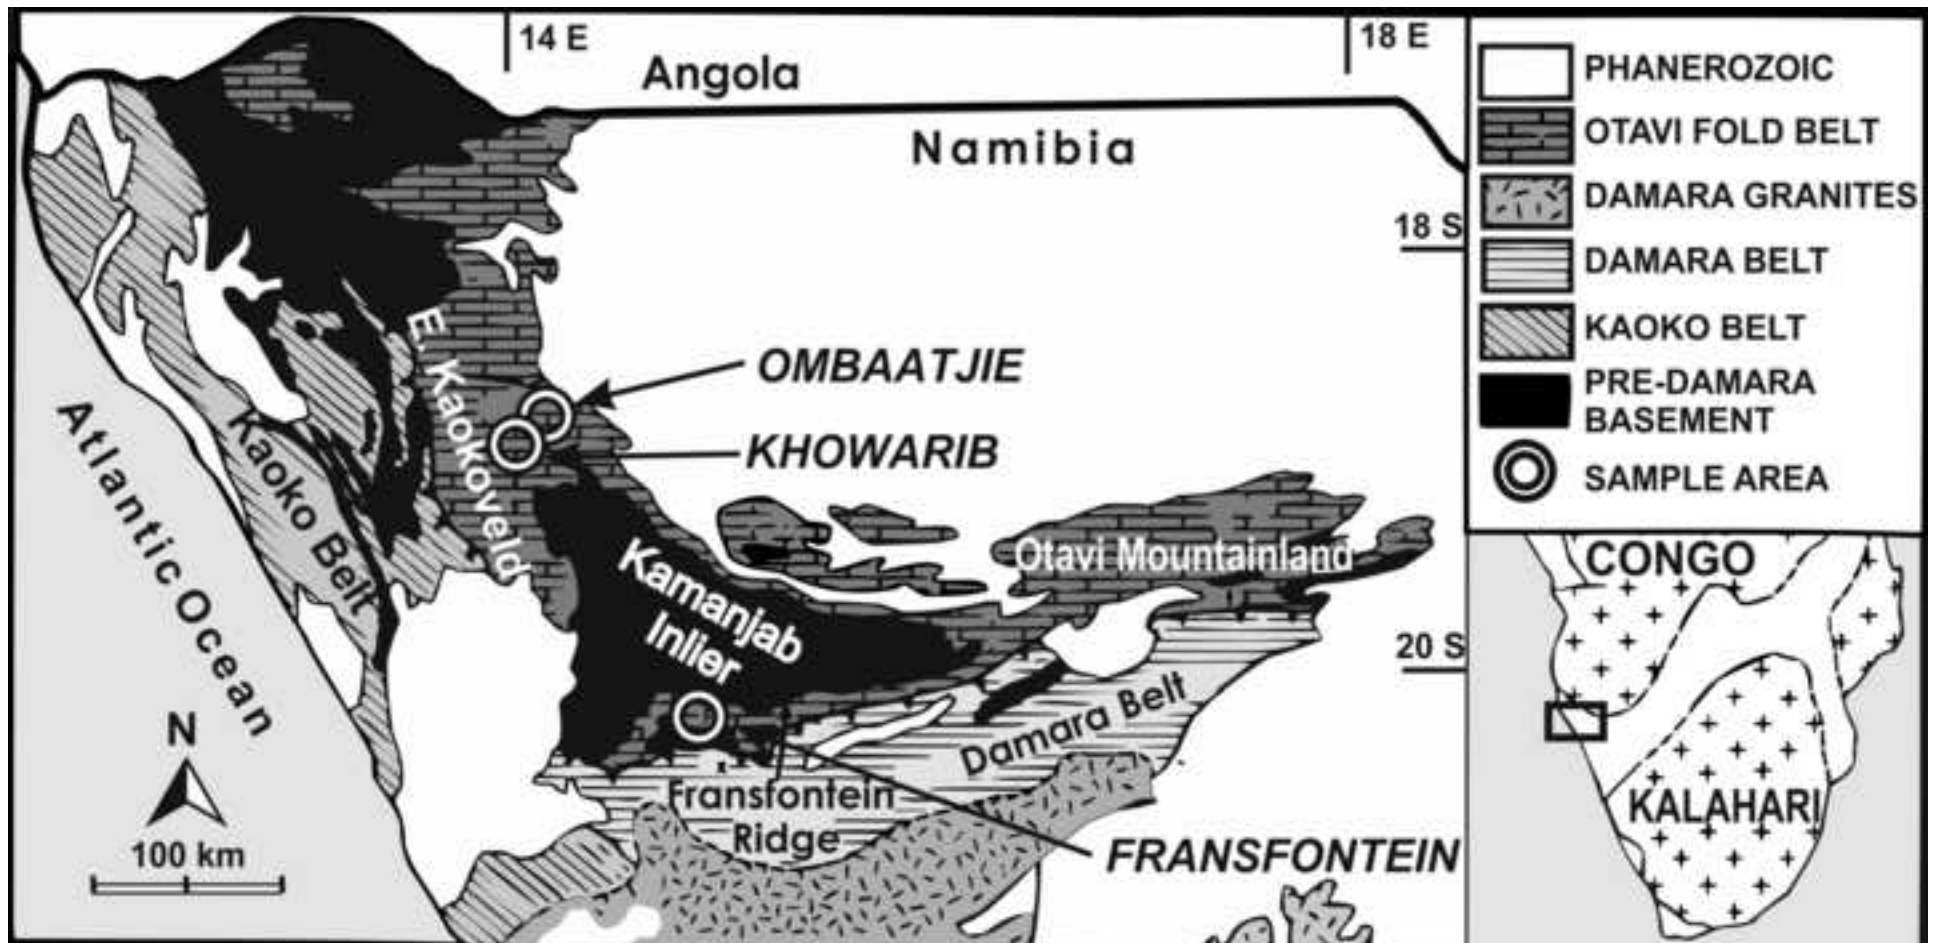 14 E
18 E
Angola
Namibia
18 S
OMBAATJIE
KHOWARIB
E. Kaokoveld
Kaoko Belt
Atlantic Ocean
Otavi Mountainland
Kamanjab
Inlier
20 S
Damara Belt
N
Fransfontein
Ridge
100 km
FRANSFONTEIN
PHANEROZOIC
OTAVI FOLD BELT
DAMARA GRANITES
DAMARA BELT
KAOKO BELT
PRE-DAMARA
BASEMENT
SAMPLE AREA
CONGO
KALAHARI